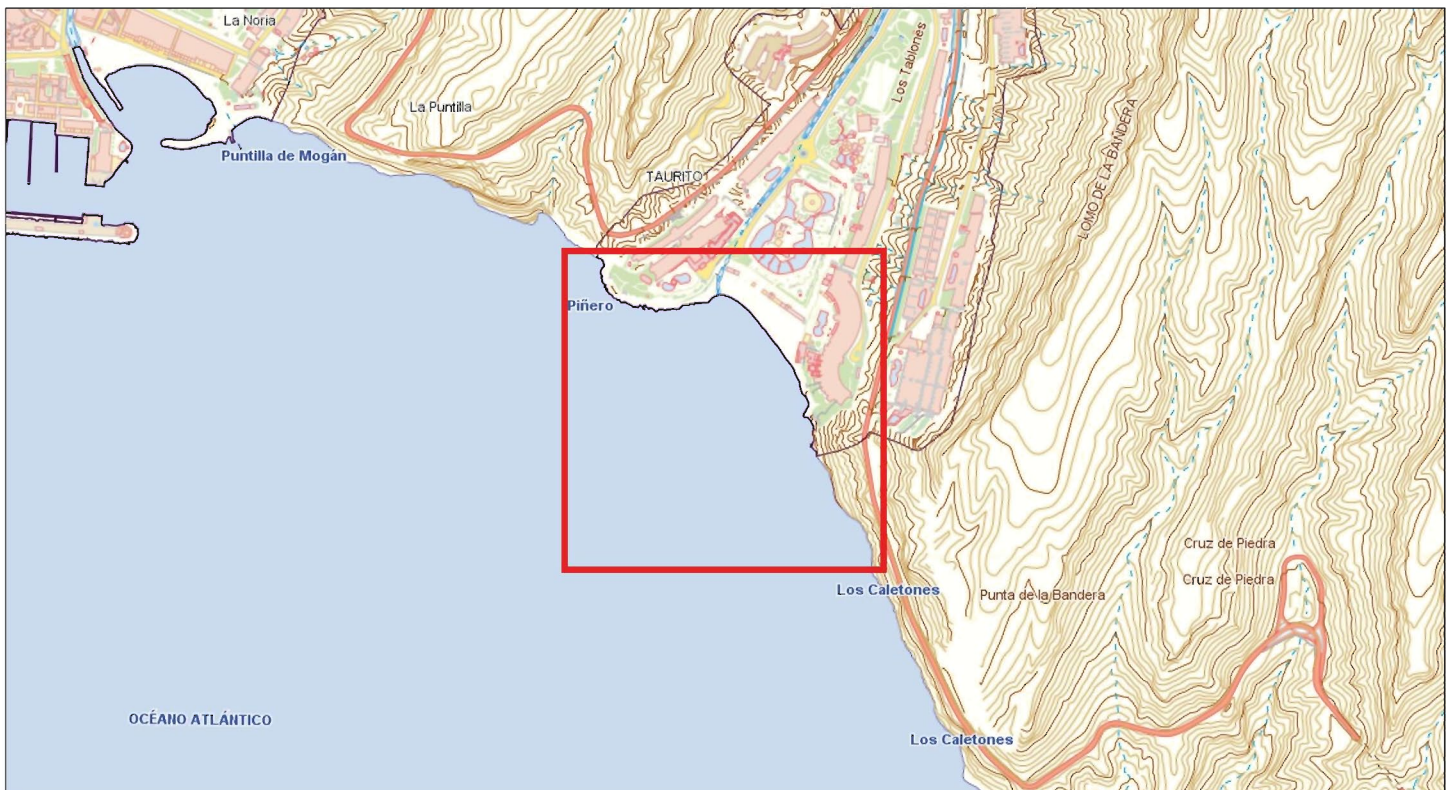 La Noria
Los Tablones
La Puntilla
Puntilla de Mogán
TAURITO
LOMO DE LA BANDERA
Piñero
Cruz de Piedra
Cruz de Piedra
Los Caletones
Punta de la Bandera
OCÉANO ATLÁNTICO
Los Caletones